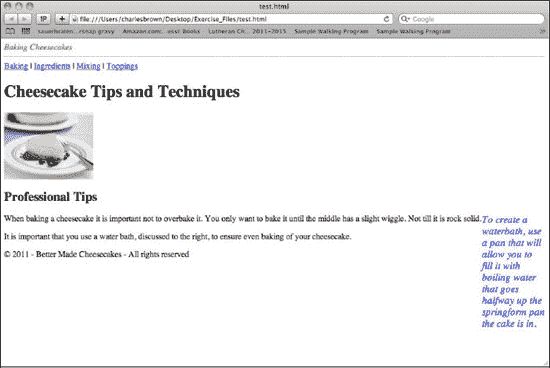 test.html
file:///Users/charlesbrown/Desktop/Exercise_Files/test.html
Google
Amazon.com: Lutheran Ch... 2011-2015 Sample Walking Program Sample Walking Program
Baking Cheesecakes
Baking | Ingredients | Mixing | Toppings
Cheesecake Tips and Techniques
Professional Tips
When baking a cheesecake it is important not to overbake it. You only want to bake it until the middle has a slight wiggle. Not till it is rock solid.
It is important that you use a water bath, discussed to the right, to ensure even baking of your cheesecake.
© 2011 - Better Made Cheesecakes - All rights reserved
To create a
waterbath, use
a pan that will
allow you to
fill it with
boiling water
that goes
halfway up the
springform pan
the cake is in.